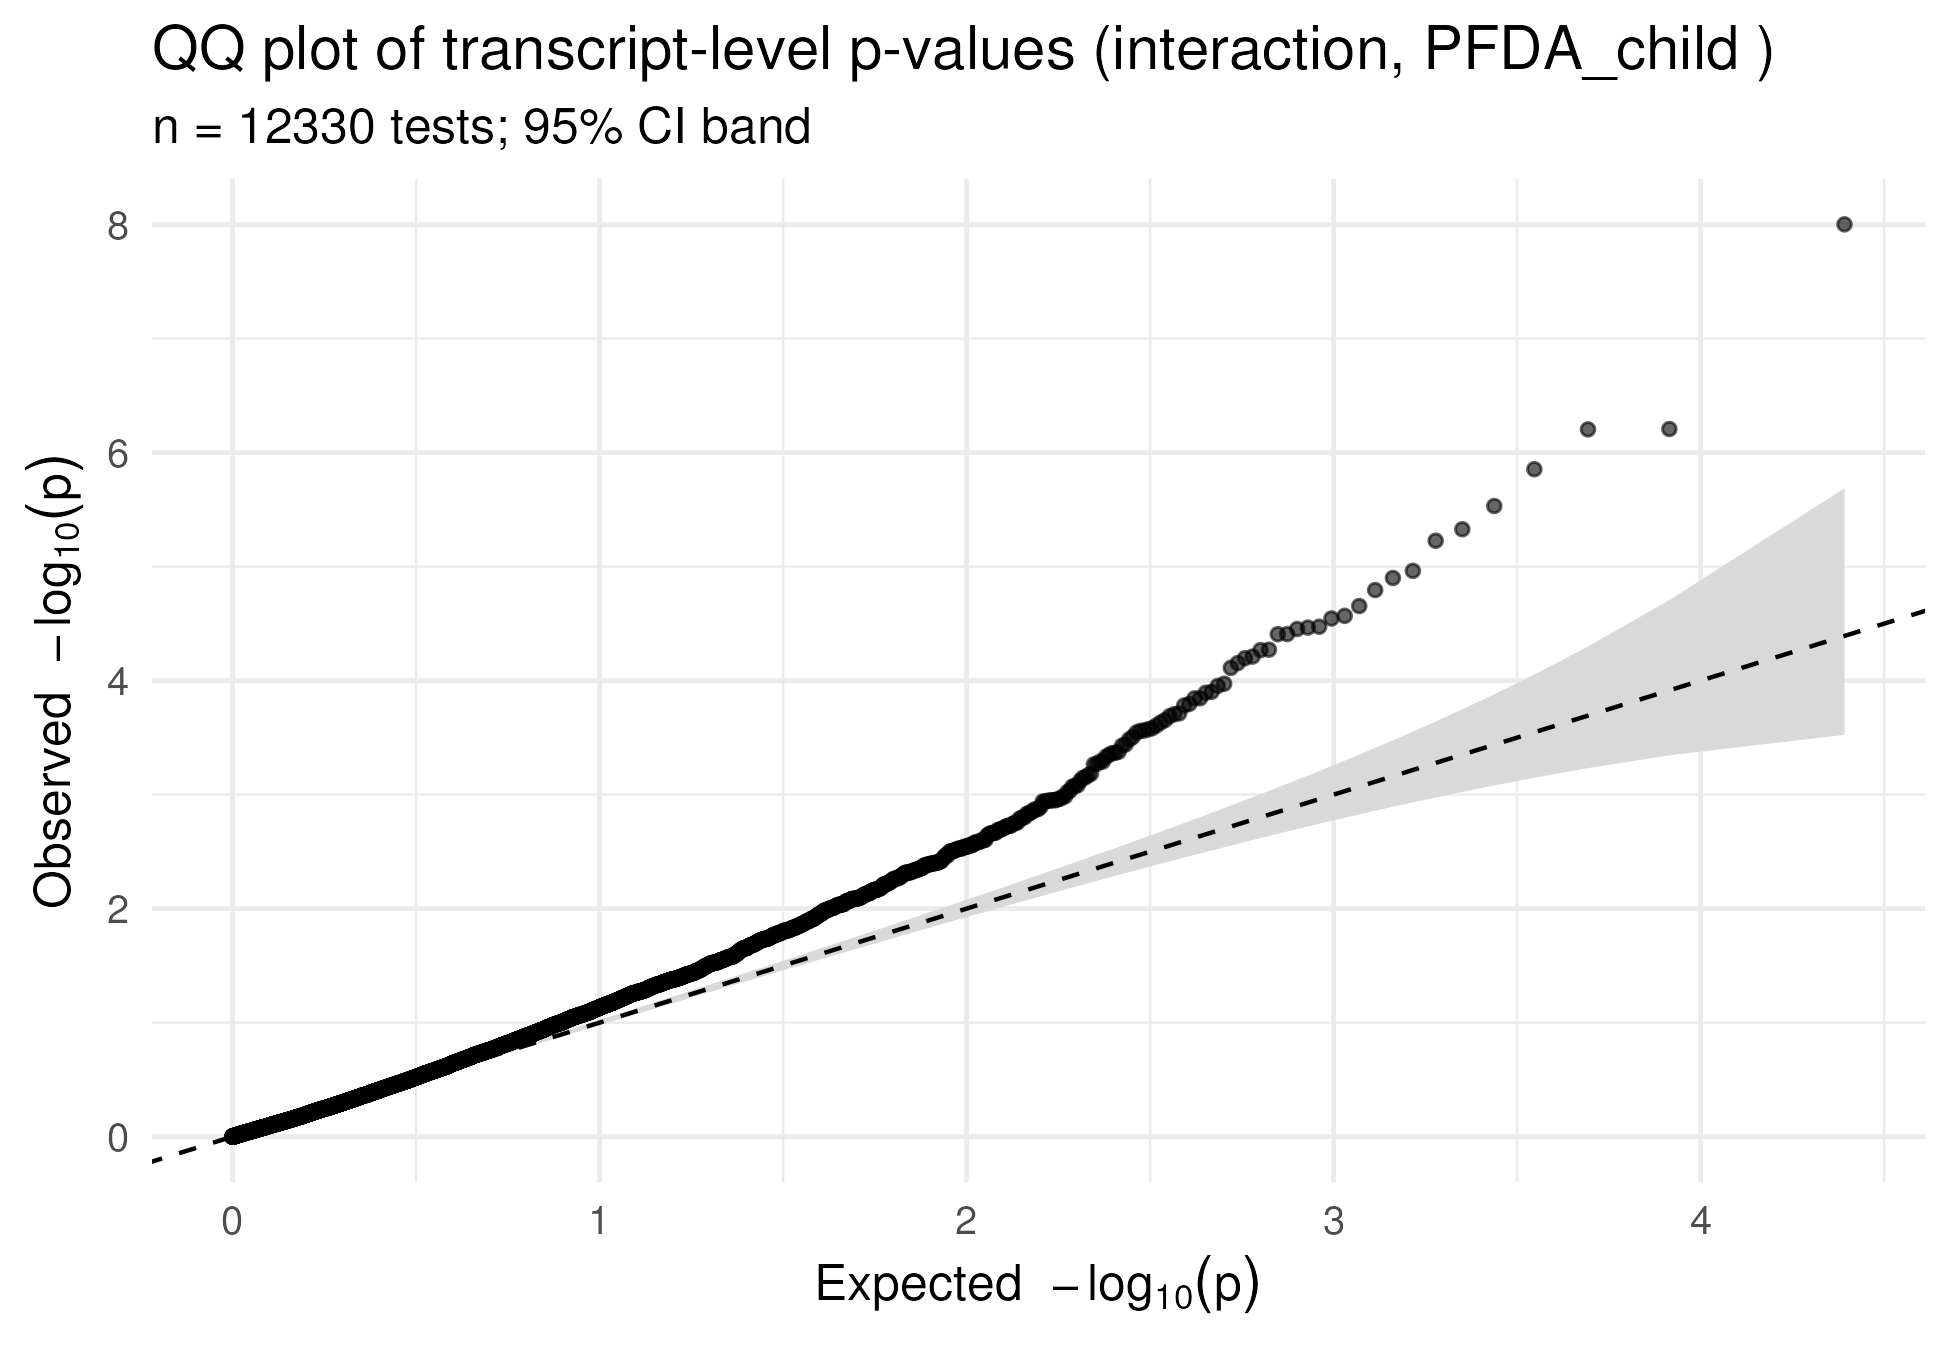 QQ plot of transcript-level p-values (interaction, PFDA_child )
n = 12330 tests; 95% CI band
8
6
4
2
0
Observed −log10(p)
0 1 2 3 4
Expected −log10(p)